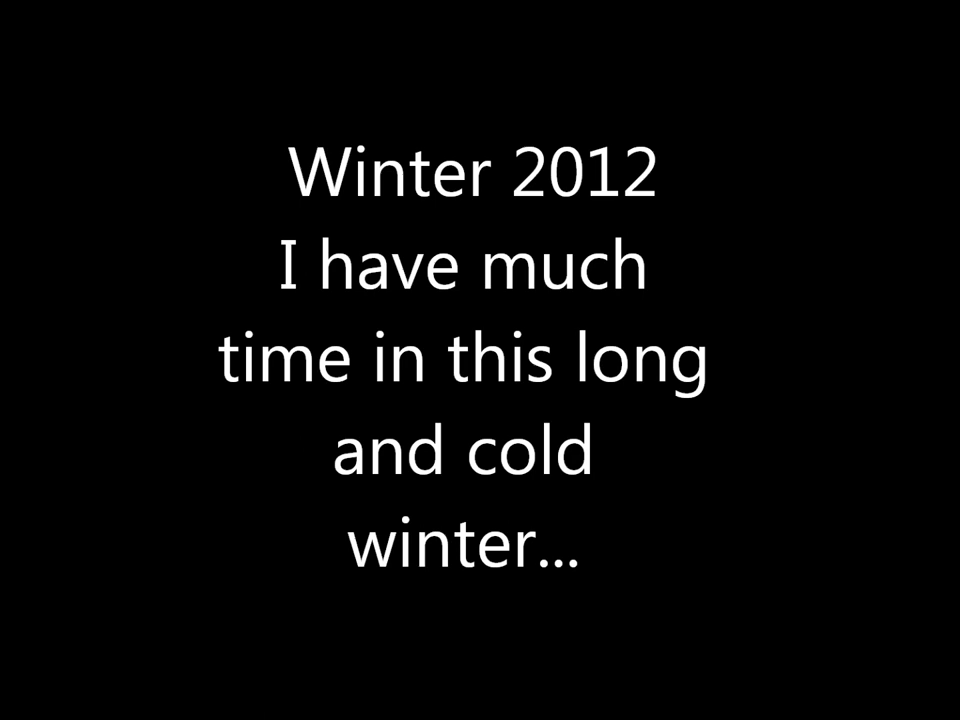 Winter 2012
I have much
time in this long
and cold
winter...